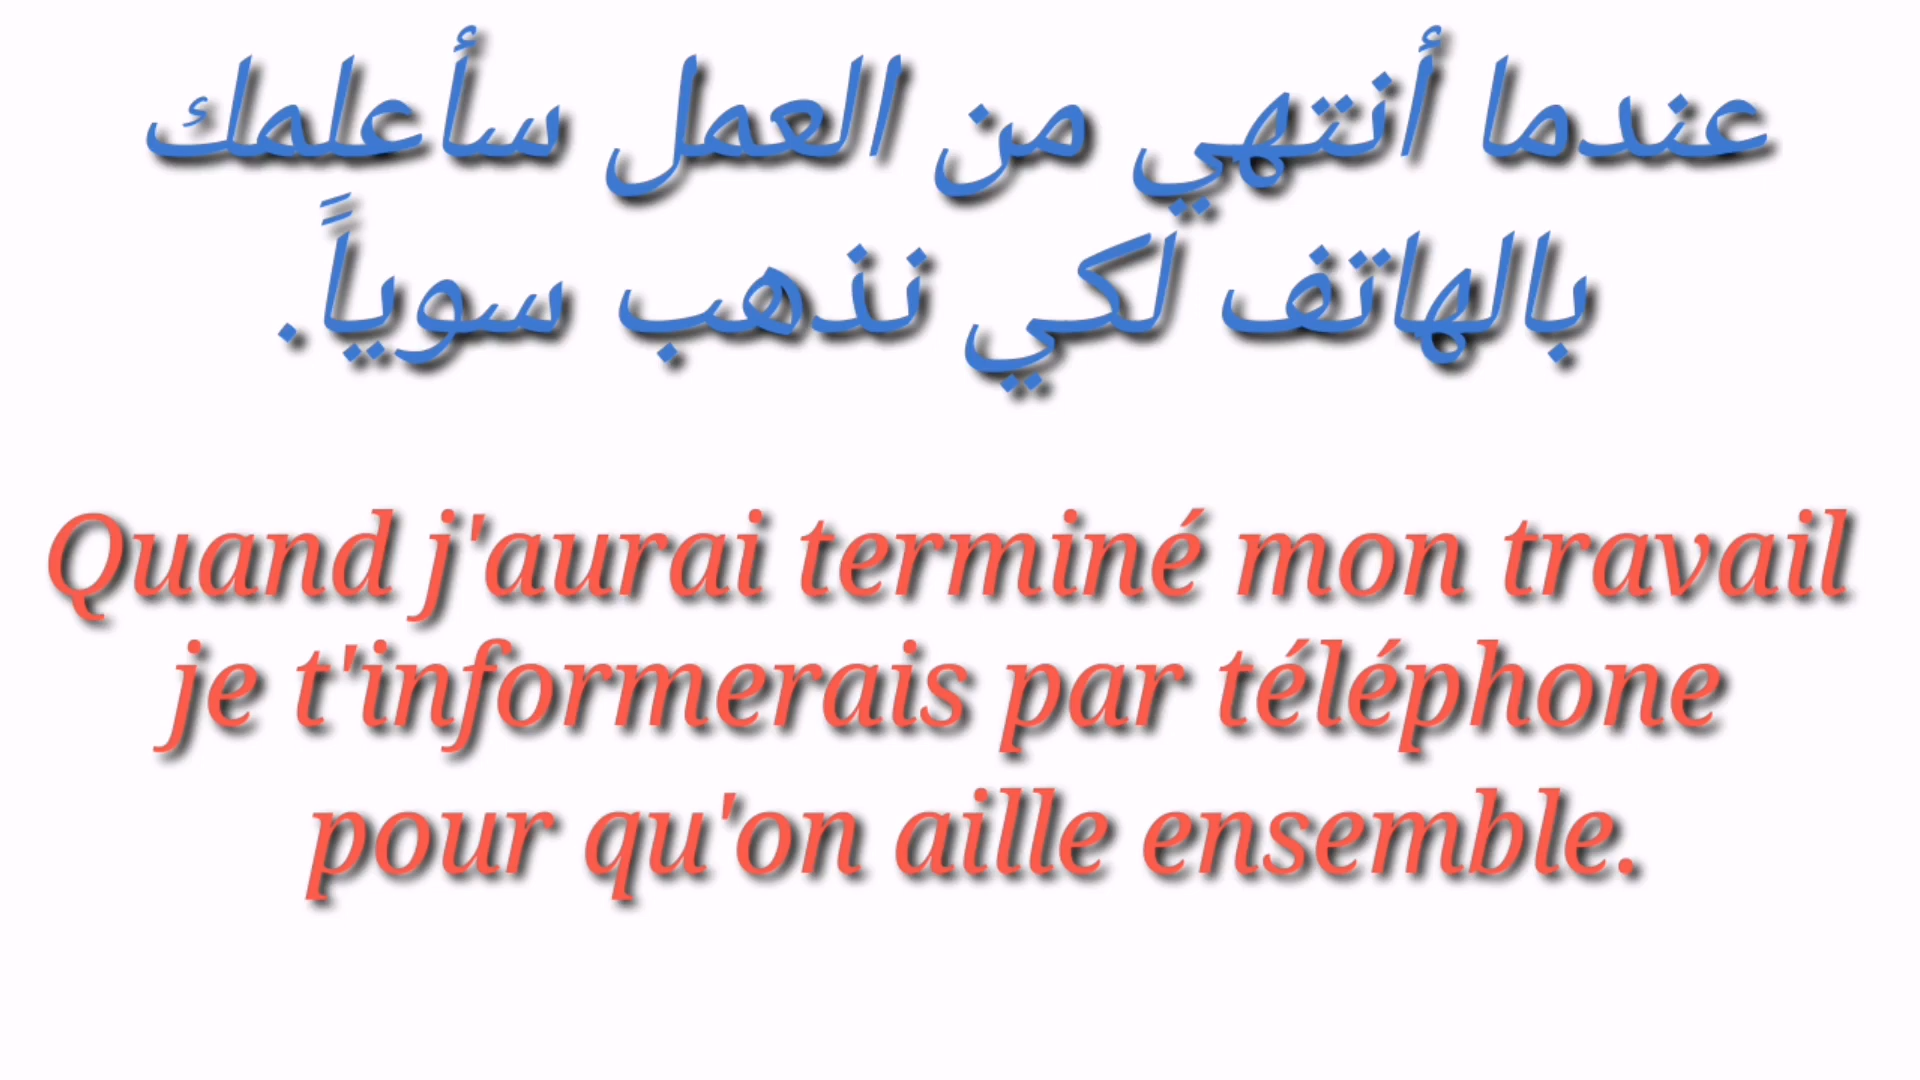 عندما أنتهي من العمل سأعلمك
بالهاتف لكي نذهب سوياً.
Quand j'aurai terminé mon travail
je t'informerais par téléphone
pour qu'on aille ensemble.